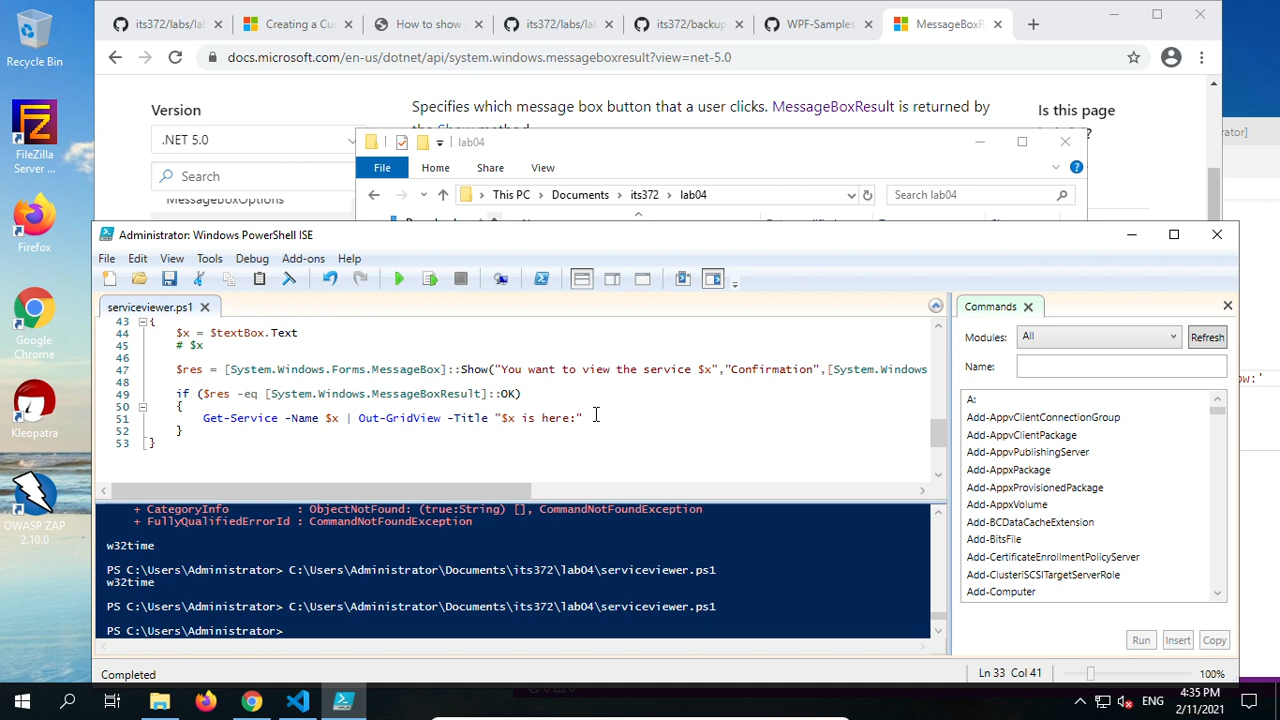 Recycle Bin
FileZilla
Server ...
Firefox
Google
Chrome
Kleopatra
OWASP ZAP
2.10.0
its372/labs/lab
Creating a Cus
How to show
its372/labs/lab
its372/backup
WPF-Samples
MessageBoxR
docs.microsoft.com/en-us/dotnet/api/system.windows.messageboxresult?view=net-5.0
Version
.NET 5.0
Search
MessageBoxOptions
Specifies which message box button that a user clicks. MessageBoxResult is returned by
Is this page
lab04
File Home Share View
This PC Documents its372 lab04
Search lab04
Administrator: Windows PowerShell ISE
File Edit View Tools Debug Add-ons Help
serviceviewer.ps1
43 {
44 $x = $textBox.Text
45 # $x
46
47 $res = [System.Windows.Forms.MessageBox]::Show("You want to view the service $x","Confirmation",[System.Windows
48
49 if ($res -eq [System.Windows.MessageBoxResult]::OK)
50 {
51 Get-Service -Name $x | Out-GridView -Title "$x is here:"
52 }
53 }
+ CategoryInfo : ObjectNotFound: (true:String) [], CommandNotFoundException
+ FullyQualifiedErrorId : CommandNotFoundException
w32time
PS C:\Users\Administrator> C:\Users\Administrator\Documents\its372\lab04\serviceviewer.ps1
w32time
PS C:\Users\Administrator> C:\Users\Administrator\Documents\its372\lab04\serviceviewer.ps1
PS C:\Users\Administrator>
Commands
Modules: All Refresh
Name:
A:
Add-AppvClientConnectionGroup
Add-AppvClientPackage
Add-AppvPublishingServer
Add-AppxPackage
Add-AppxProvisionedPackage
Add-AppxVolume
Add-BCDataCacheExtension
Add-BitsFile
Add-CertificateEnrollmentPolicyServer
Add-ClusteriSCSITargetServerRole
Add-Computer
Run Insert Copy
Completed
Ln 33 Col 41
100%
ENG
4:35 PM
2/11/2021